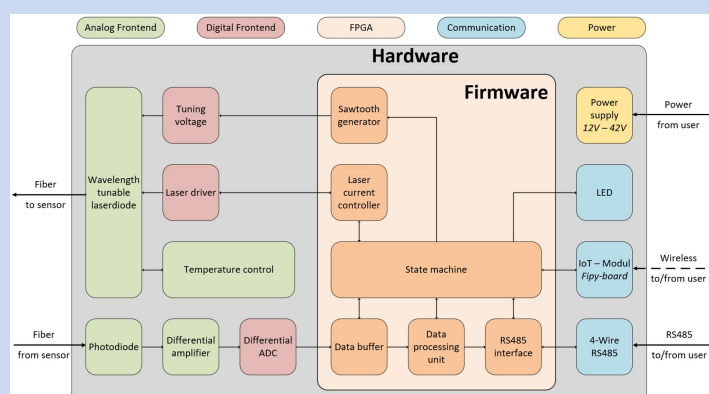 Analog Frontend
Digital Frontend
FPGA
Communication
Power
Hardware
Firmware
Tuning
voltage
Sawtooth
generator
Power
supply
12V – 42V
Power
from user
Fiber
to sensor
Wavelength
tunable
laserdiode
Laser driver
Laser
current
controller
LED
Temperature control
State machine
IoT – Modul
Fipy-board
Wireless
to/from user
Fiber
from sensor
Photodiode
Differential
amplifier
Differential
ADC
Data buffer
Data
processing
unit
RS485
interface
4-Wire
RS485
RS485
to/from user